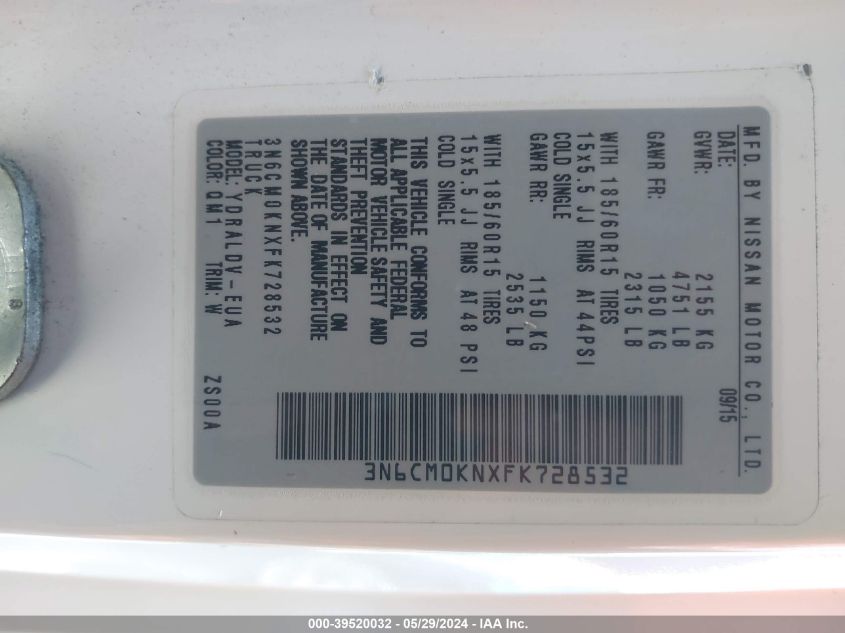 MFD. BY NISSAN MOTOR CO., LTD.
DATE: 09/15
GVWR: 2155 KG
4751 LB
GAWR FR: 1050 KG
2315 LB
WITH 185/60R15 TIRES
15x5.5 JJ RIMS AT 44PSI
COLD SINGLE
GAWR RR: 1150 KG
2535 LB
WITH 185/60R15 TIRES
15x5.5 JJ RIMS AT 48 PSI
COLD SINGLE
THIS VEHICLE CONFORMS TO
ALL APPLICABLE FEDERAL
MOTOR VEHICLE SAFETY AND
THEFT PREVENTION
STANDARDS IN EFFECT ON
THE DATE OF MANUFACTURE
SHOWN ABOVE.
3N6CM0KNXFK728532
TRUCK
MODEL: YDRALDV-EUA
COLOR: QM1 TRIM: W ZS00A
3N6CM0KNXFK728532
8
000-39520032 - 05/29/2024 - IAA Inc.